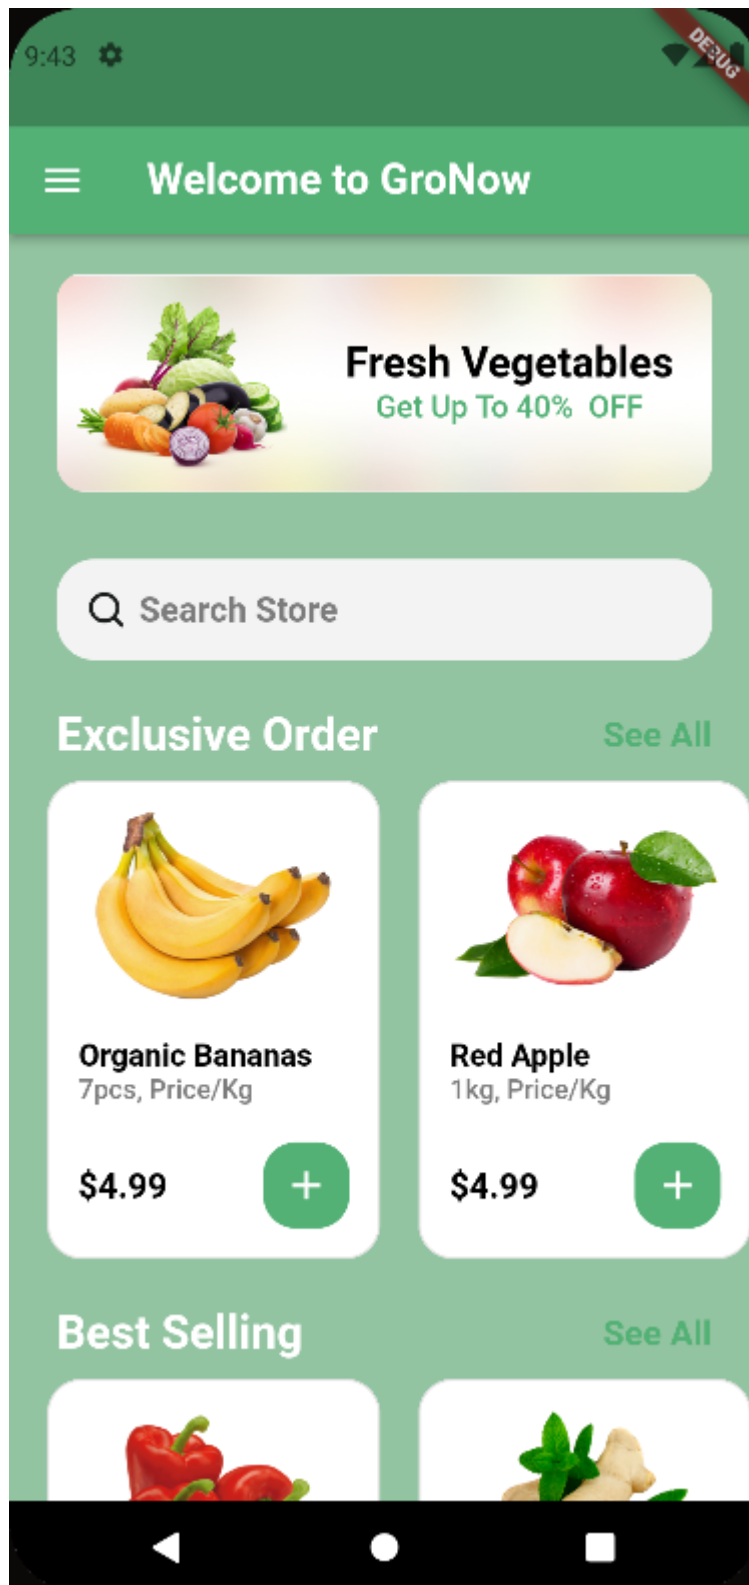 9:43
DEBUG
Welcome to GroNow
Fresh Vegetables
Get Up To 40%  OFF
Search Store
Exclusive Order
See All
Organic Bananas
7pcs, Price/Kg
$4.99
Red Apple
1kg, Price/Kg
$4.99
Best Selling
See All